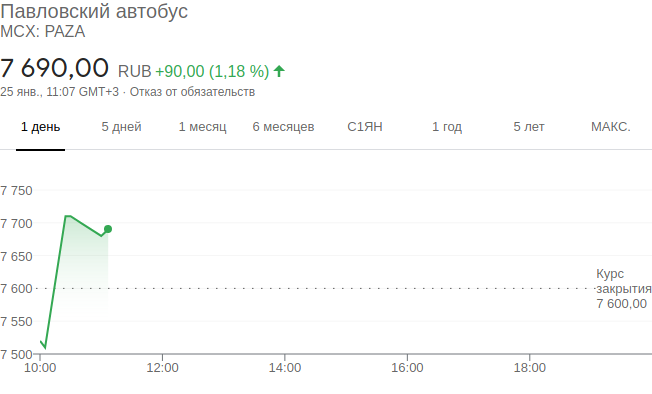 Павловский автобус
MCX: PAZA
7 690,00 RUB +90,00 (1,18 %)
25 янв., 11:07 GMT+3 · Отказ от обязательств
1 день 5 дней 1 месяц 6 месяцев С1ЯН 1 год 5 лет МАКС.
7 750
7 700
7 650
7 600
7 550
7 500
Курс
закрытия
7 600,00
10:00 12:00 14:00 16:00 18:00